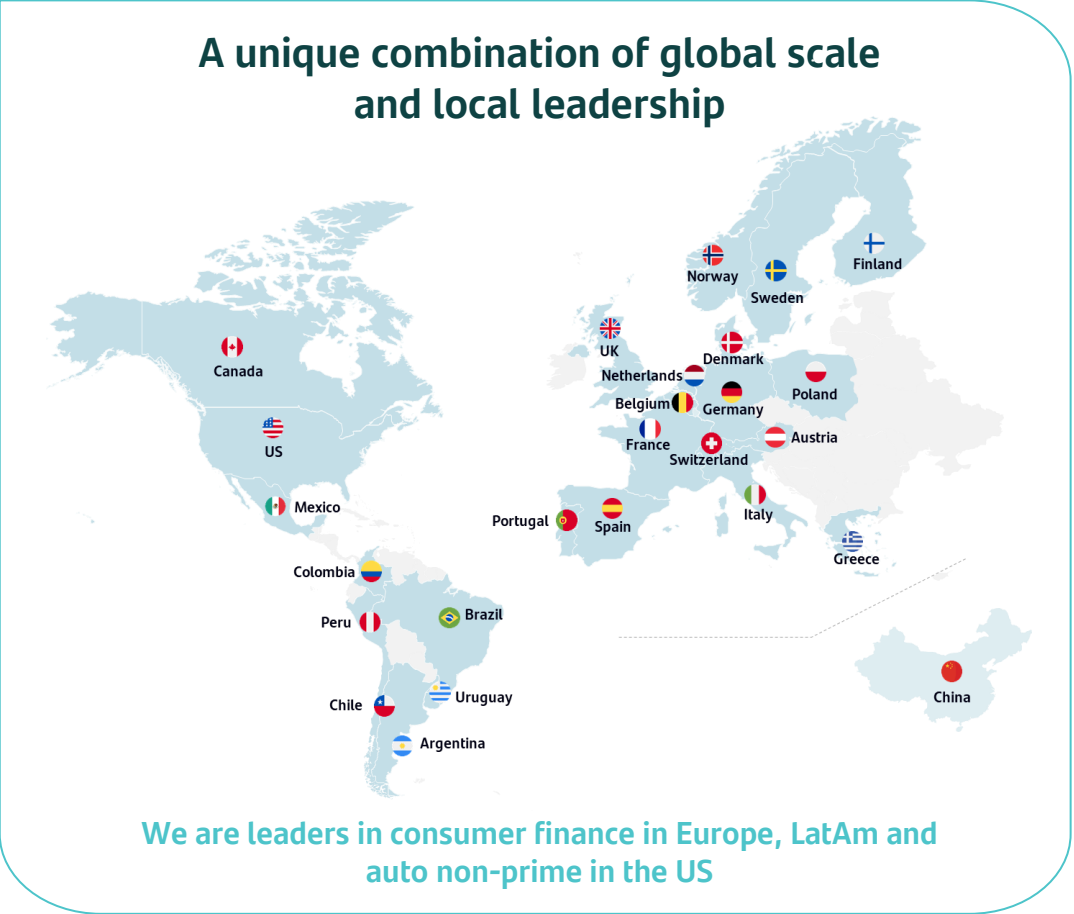 A unique combination of global scale
and local leadership
Norway
Finland
Sweden
UK
Denmark
Canada
Netherlands
Poland
Belgium
Germany
France
Austria
US
Switzerland
Mexico
Italy
Portugal
Spain
Greece
Colombia
Brazil
Peru
China
Uruguay
Chile
Argentina
We are leaders in consumer finance in Europe, LatAm and
auto non-prime in the US